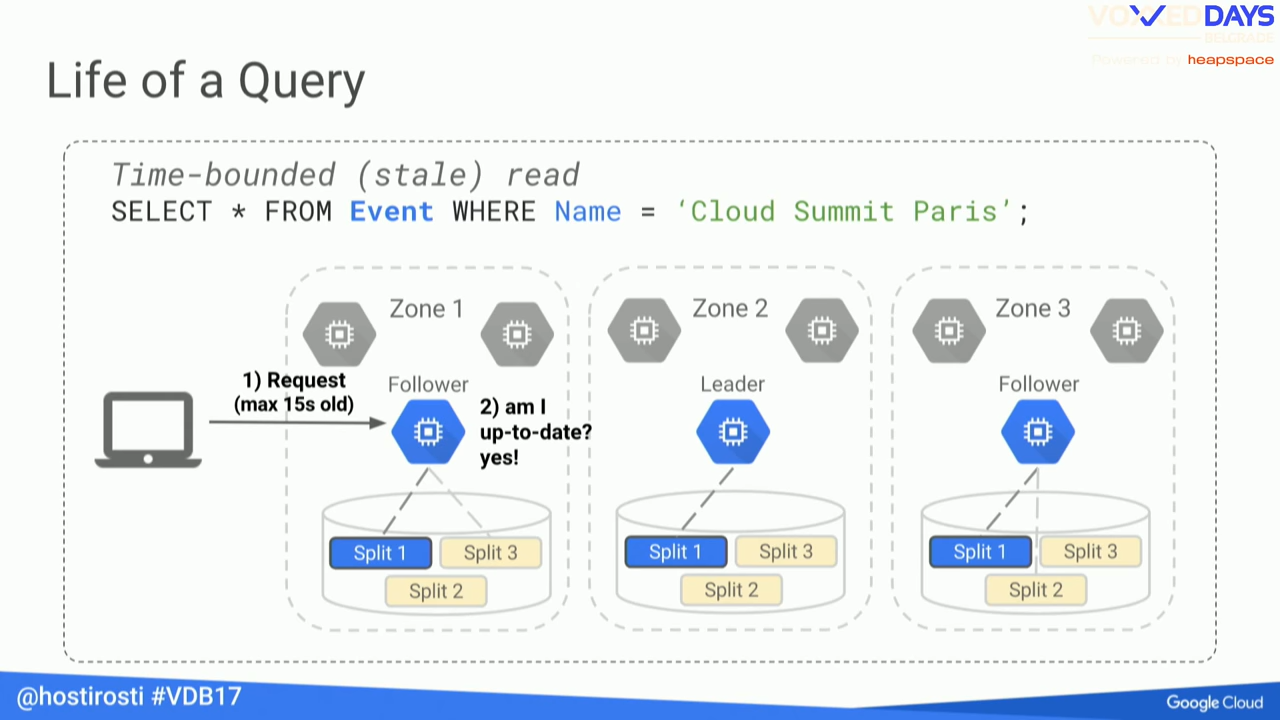 VOXXED DAYS
BELGRADE
Powered by heapspace
Life of a Query
Time-bounded (stale) read
SELECT * FROM Event WHERE Name = ‘Cloud Summit Paris’;
Zone 1
Zone 2
Zone 3
1) Request
(max 15s old)
Follower
2) am I
up-to-date?
yes!
Leader
Follower
Split 1
Split 3
Split 2
Split 1
Split 3
Split 2
Split 1
Split 3
Split 2
@hostirosti #VDB17
Google Cloud